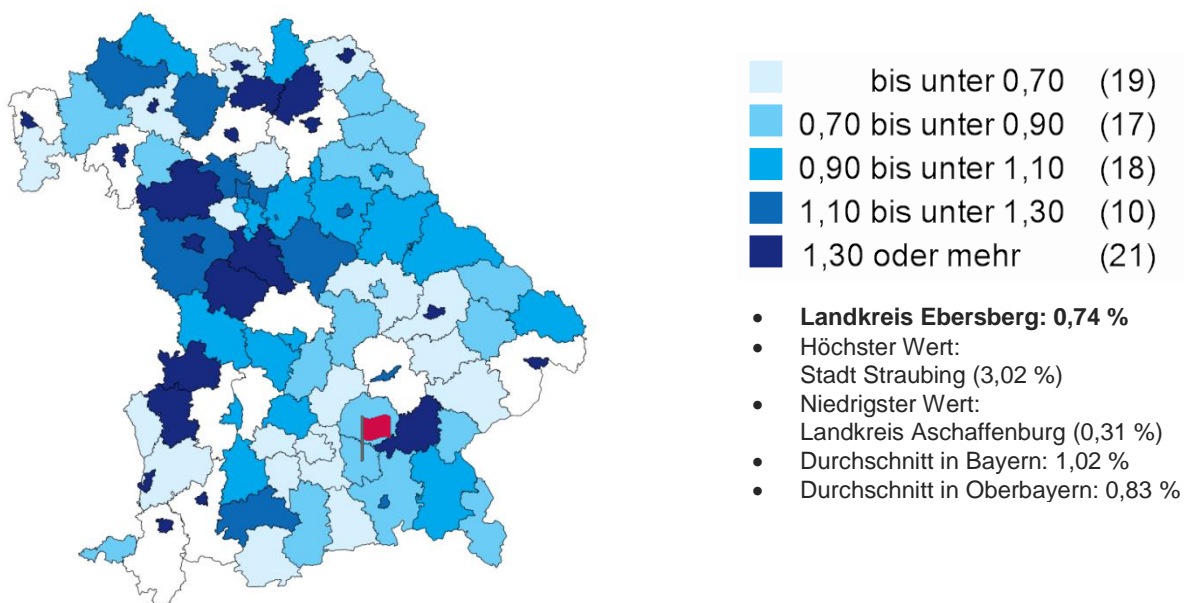 bis unter 0,70 (19)
0,70 bis unter 0,90 (17)
0,90 bis unter 1,10 (18)
1,10 bis unter 1,30 (10)
1,30 oder mehr (21)
• Landkreis Ebersberg: 0,74 %
• Höchster Wert:
Stadt Straubing (3,02 %)
• Niedrigster Wert:
Landkreis Aschaffenburg (0,31 %)
• Durchschnitt in Bayern: 1,02 %
• Durchschnitt in Oberbayern: 0,83 %